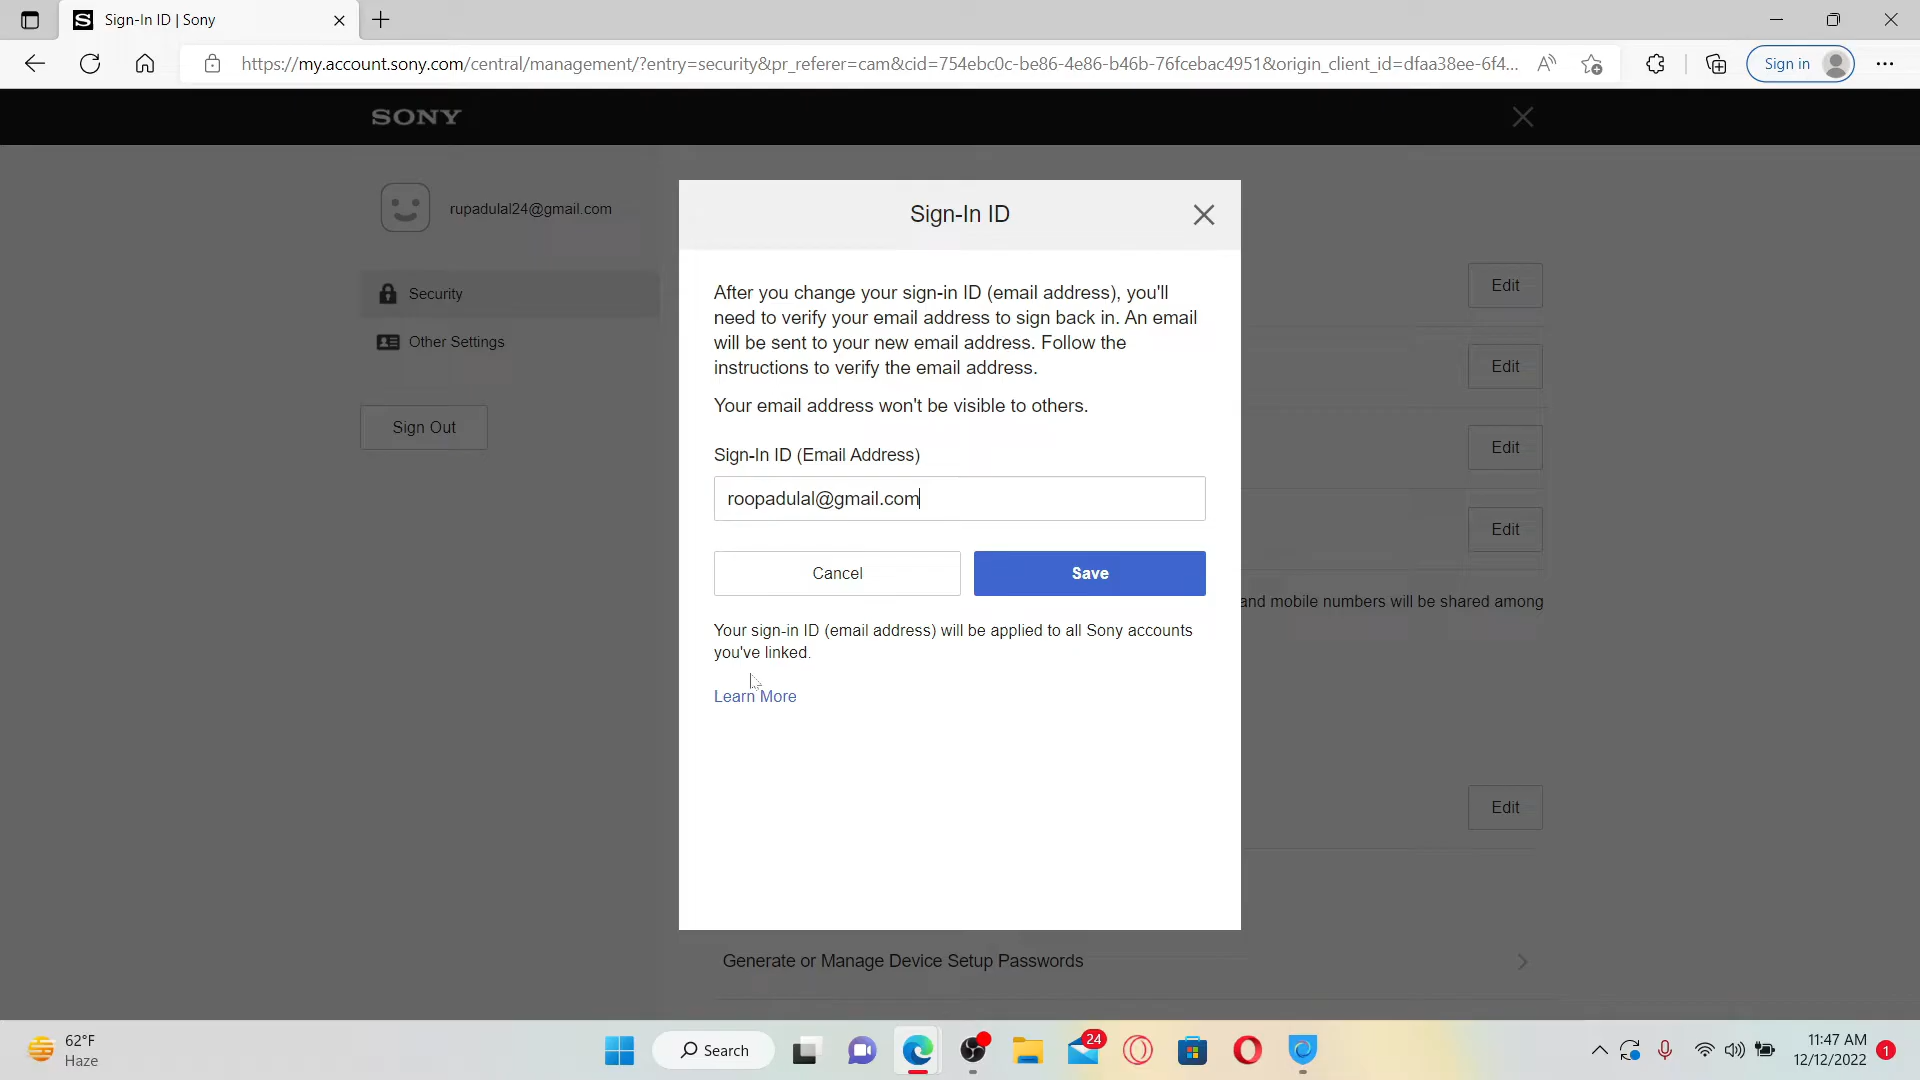 Sign-In ID | Sony
https://my.account.sony.com/central/management/?entry=security&pr_referer=cam&cid=754ebc0c-be86-4e86-b46b-76fcebac4951&origin_client_id=dfaa38ee-6f4...
Sign in
SONY
rupadulal24@gmail.com
Security
Other Settings
Sign Out
Sign-In ID
After you change your sign-in ID (email address), you'll
need to verify your email address to sign back in. An email
will be sent to your new email address. Follow the
instructions to verify the email address.
Your email address won't be visible to others.
Sign-In ID (Email Address)
roopadulal@gmail.com
Cancel
Save
Your sign-in ID (email address) will be applied to all Sony accounts
you've linked.
Learn More
Edit
Edit
Edit
Edit
and mobile numbers will be shared among
Edit
Generate or Manage Device Setup Passwords
62°F
Haze
Search
24
11:47 AM
12/12/2022
1